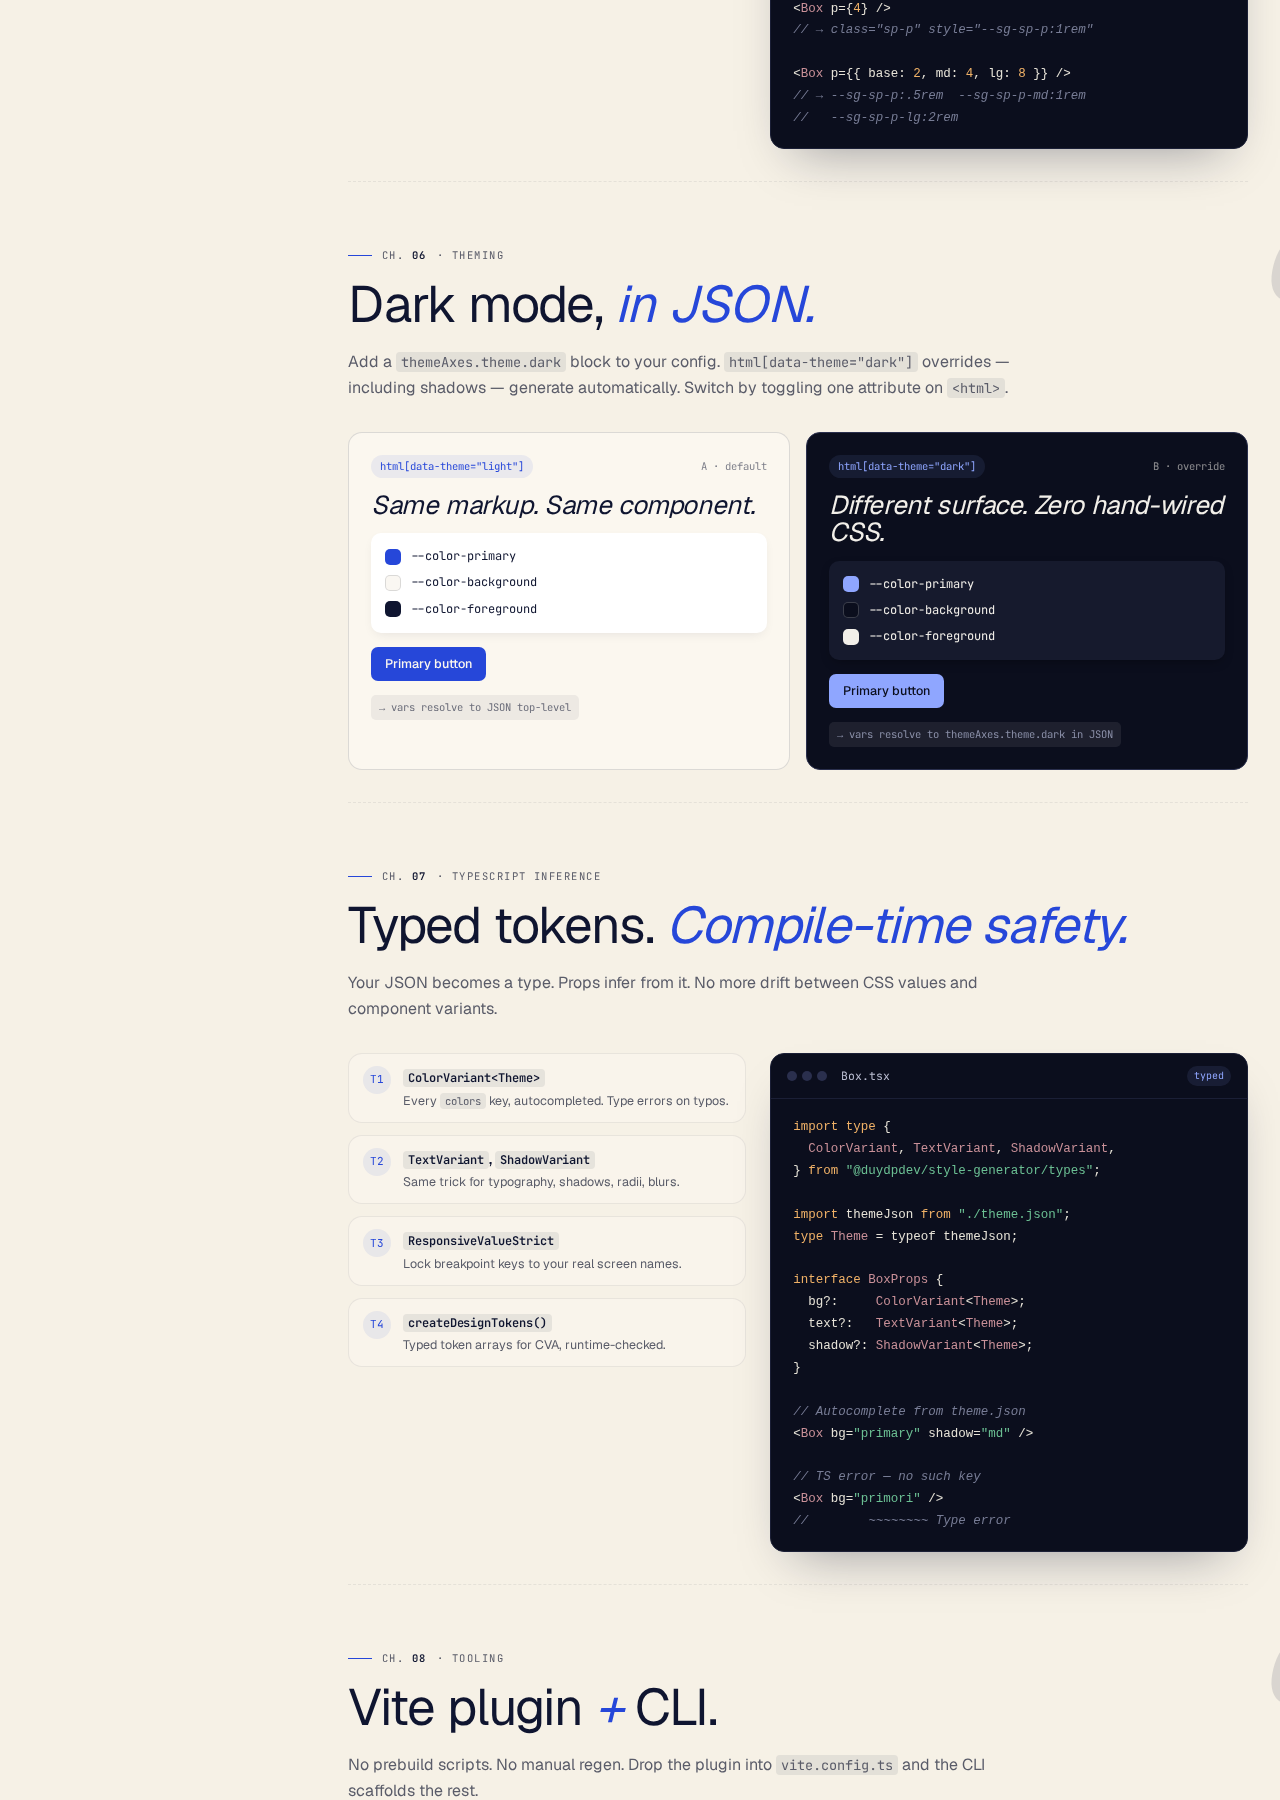 <Box p={4} />
// → class="sp-p" style="--sg-sp-p:1rem"
<Box p={{ base: 2, md: 4, lg: 8 }} />
// → --sg-sp-p:.5rem  --sg-sp-p-md:1rem
//   --sg-sp-p-lg:2rem
CH. 06 · THEMING
Dark mode, in JSON.
Add a themeAxes.theme.dark block to your config. html[data-theme="dark"] overrides —
including shadows — generate automatically. Switch by toggling one attribute on <html>.
html[data-theme="light"] A · default
Same markup. Same component.
--color-primary
--color-background
--color-foreground
Primary button
→ vars resolve to JSON top-level
html[data-theme="dark"] B · override
Different surface. Zero hand-wired
CSS.
--color-primary
--color-background
--color-foreground
Primary button
→ vars resolve to themeAxes.theme.dark in JSON
CH. 07 · TYPESCRIPT INFERENCE
Typed tokens. Compile-time safety.
Your JSON becomes a type. Props infer from it. No more drift between CSS values and
component variants.
T1 ColorVariant<Theme>
Every colors key, autocompleted. Type errors on typos.
T2 TextVariant, ShadowVariant
Same trick for typography, shadows, radii, blurs.
T3 ResponsiveValueStrict
Lock breakpoint keys to your real screen names.
T4 createDesignTokens()
Typed token arrays for CVA, runtime-checked.
Box.tsx typed
import type {
  ColorVariant, TextVariant, ShadowVariant,
} from "@duydpdev/style-generator/types";
import themeJson from "./theme.json";
type Theme = typeof themeJson;
interface BoxProps {
  bg?:     ColorVariant<Theme>;
  text?:   TextVariant<Theme>;
  shadow?: ShadowVariant<Theme>;
}
// Autocomplete from theme.json
<Box bg="primary" shadow="md" />
// TS error — no such key
<Box bg="primori" />
//        ~~~~~~~~ Type error
CH. 08 · TOOLING
Vite plugin + CLI.
No prebuild scripts. No manual regen. Drop the plugin into vite.config.ts and the CLI
scaffolds the rest.